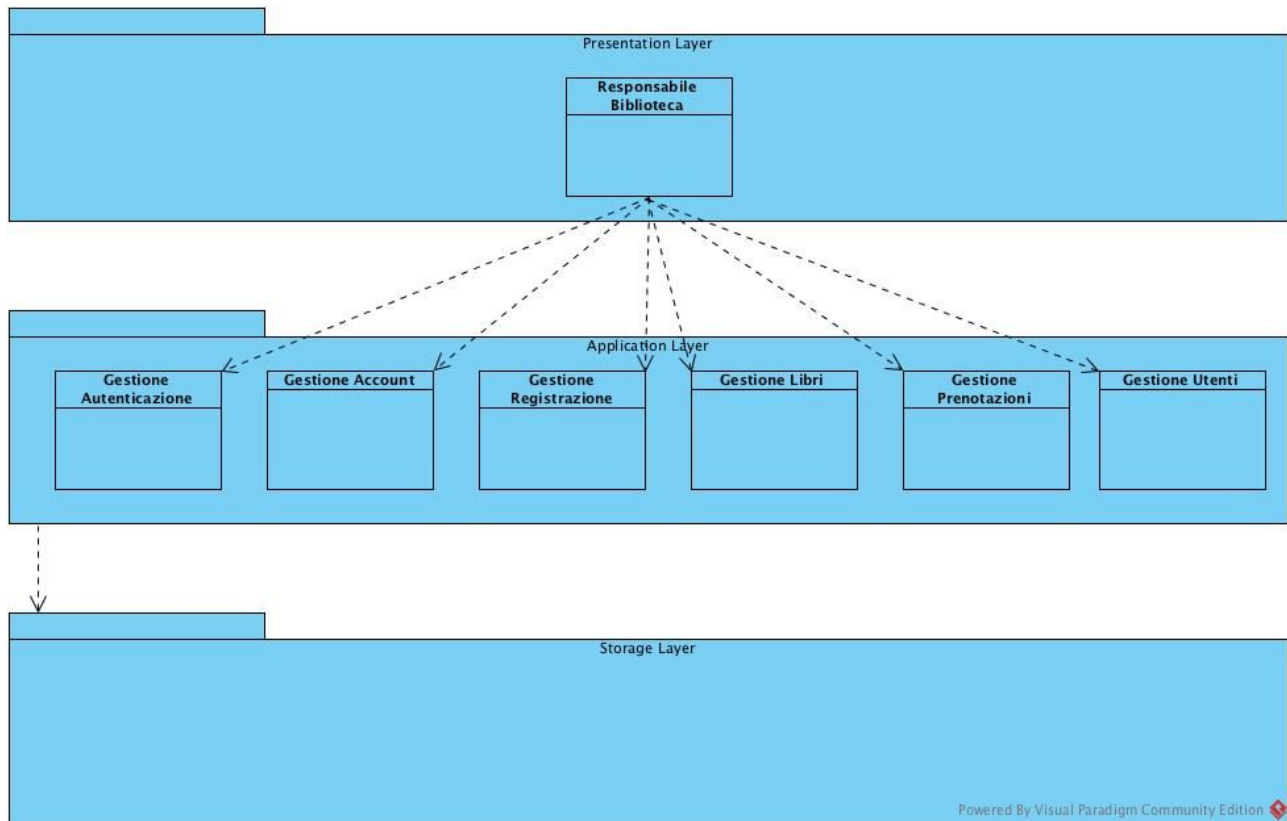 Presentation Layer
Responsabile
Biblioteca
Application Layer
Gestione
Autenticazione
Gestione Account
Gestione
Registrazione
Gestione Libri
Gestione
Prenotazioni
Gestione Utenti
Storage Layer
Powered By Visual Paradigm Community Edition